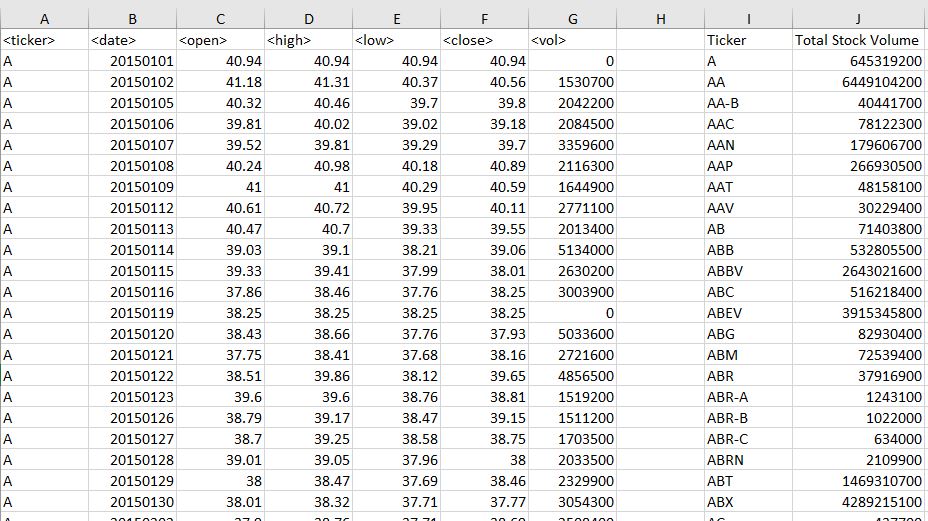 A B C D E F G H I J
<ticker> <date> <open> <high> <low> <close> <vol> Ticker Total Stock Volume
A 20150101 40.94 40.94 40.94 40.94 0 A 645319200
A 20150102 41.18 41.31 40.37 40.56 1530700 AA 6449104200
A 20150105 40.32 40.46 39.7 39.8 2042200 AA-B 40441700
A 20150106 39.81 40.02 39.02 39.18 2084500 AAC 78122300
A 20150107 39.52 39.81 39.29 39.7 3359600 AAN 179606700
A 20150108 40.24 40.98 40.18 40.89 2116300 AAP 266930500
A 20150109 41 41 40.29 40.59 1644900 AAT 48158100
A 20150112 40.61 40.72 39.95 40.11 2771100 AAV 30229400
A 20150113 40.47 40.7 39.33 39.55 2013400 AB 71403800
A 20150114 39.03 39.1 38.21 39.06 5134000 ABB 532805500
A 20150115 39.33 39.41 37.99 38.01 2630200 ABBV 2643021600
A 20150116 37.86 38.46 37.76 38.25 3003900 ABC 516218400
A 20150119 38.25 38.25 38.25 38.25 0 ABEV 3915345800
A 20150120 38.43 38.66 37.76 37.93 5033600 ABG 82930400
A 20150121 37.75 38.41 37.68 38.16 2721600 ABM 72539400
A 20150122 38.51 39.86 38.12 39.65 4856500 ABR 37916900
A 20150123 39.6 39.6 38.76 38.81 1519200 ABR-A 1243100
A 20150126 38.79 39.17 38.47 39.15 1511200 ABR-B 1022000
A 20150127 38.7 39.25 38.58 38.75 1703500 ABR-C 634000
A 20150128 39.01 39.05 37.96 38 2033500 ABRN 2109900
A 20150129 38 38.47 37.69 38.46 2329900 ABT 1469310700
A 20150130 38.01 38.32 37.71 37.77 3054300 ABX 4289215100